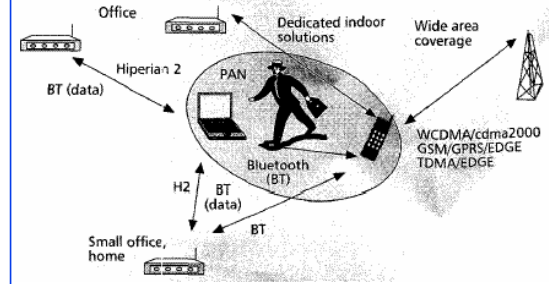 Office
Dedicated indoor
solutions
Wide area
coverage
Hiperian 2
PAN
BT (data)
WCDMA/cdma2000
GSM/GPRS/EDGE
TDMA/EDGE
Bluetooth
(BT)
H2
BT
(data)
BT
Small office,
home